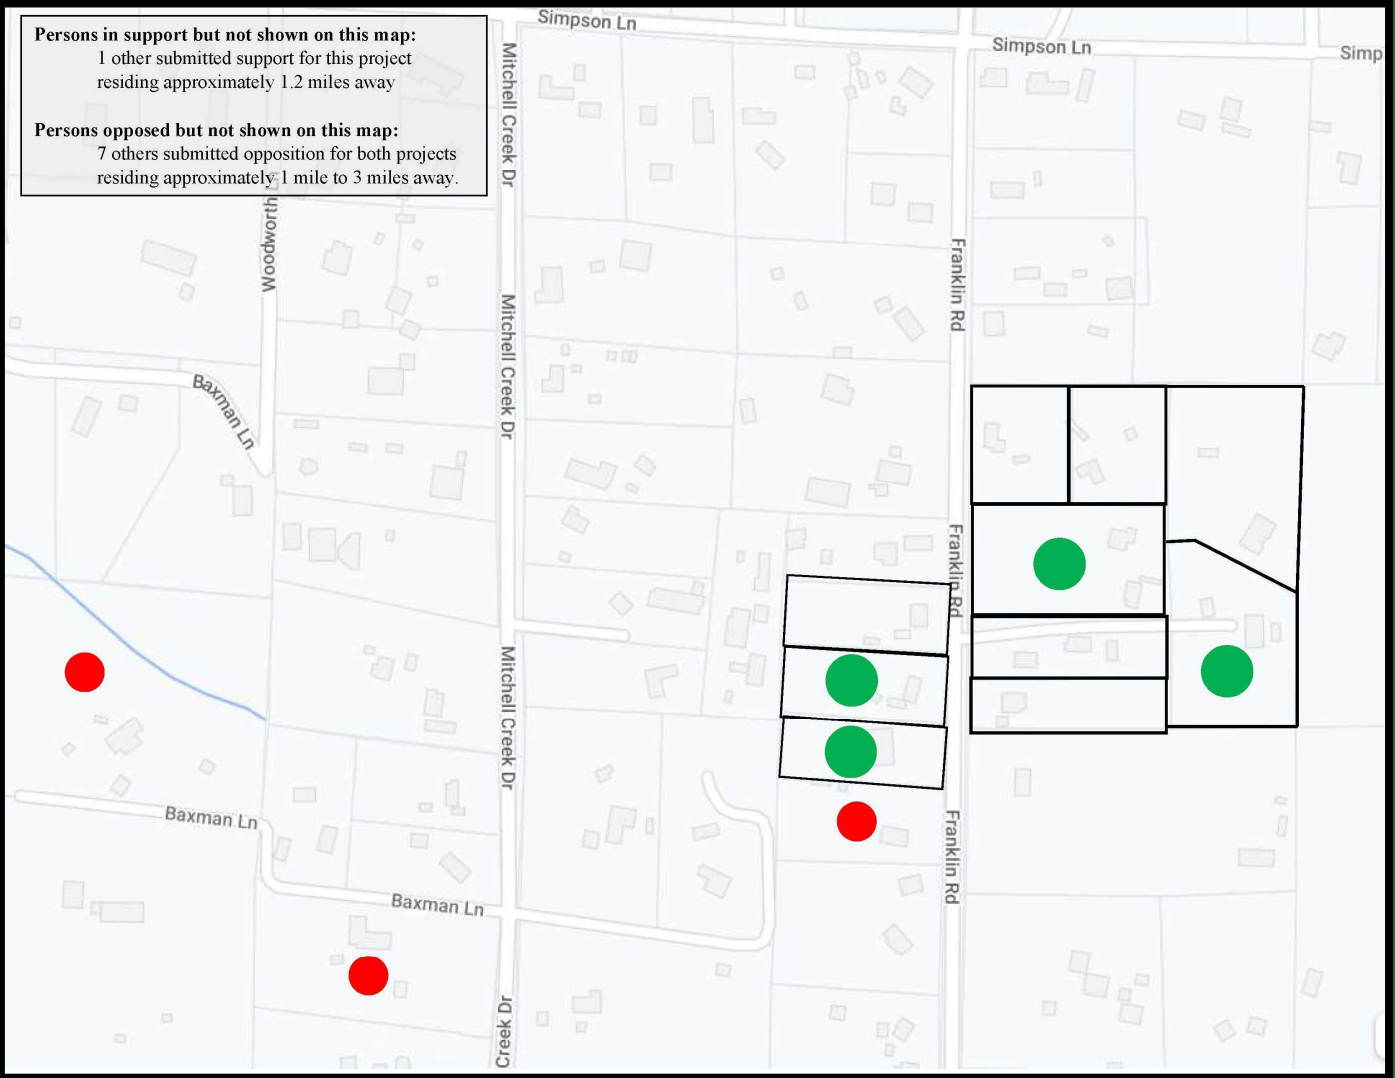 Persons in support but not shown on this map:
1 other submitted support for this project
residing approximately 1.2 miles away
Persons opposed but not shown on this map:
7 others submitted opposition for both projects
residing approximately 1 mile to 3 miles away.
Simpson Ln
Simpson Ln
Simp
Mitchell Creek Dr
Woodworth Ln
Franklin Rd
Mitchell Creek Dr
Baxman Ln
Franklin Rd
Mitchell Creek Dr
Baxman Ln
Franklin Rd
Baxman Ln
Creek Dr